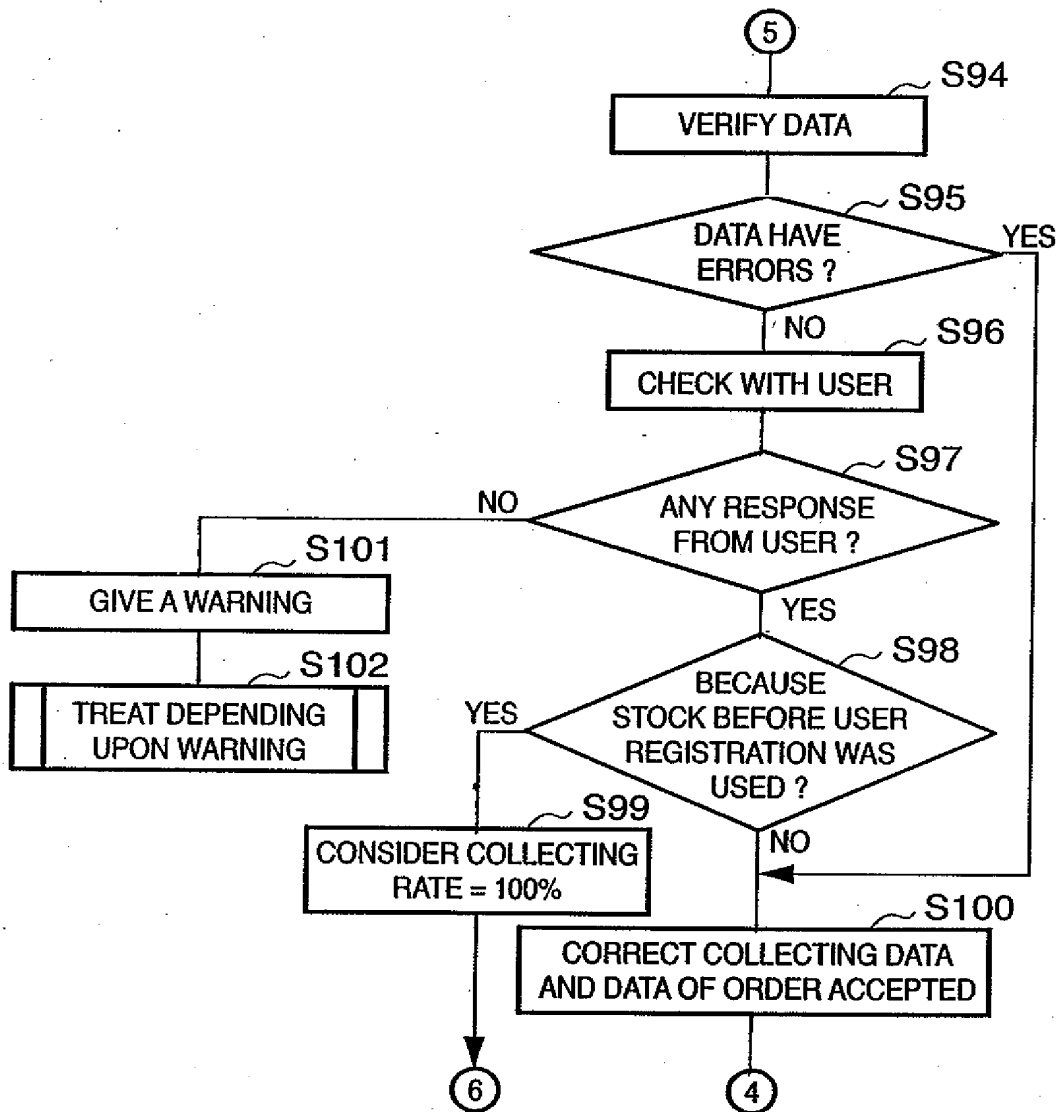 5
S94
VERIFY DATA
S95
DATA HAVE
ERRORS ?
YES
NO
S96
CHECK WITH USER
S97
NO
ANY RESPONSE
FROM USER ?
S101
GIVE A WARNING
YES
S102
TREAT DEPENDING
UPON WARNING
S98
YES
BECAUSE
STOCK BEFORE USER
REGISTRATION WAS
USED ?
S99
NO
CONSIDER COLLECTING
RATE = 100%
S100
CORRECT COLLECTING DATA
AND DATA OF ORDER ACCEPTED
6
4